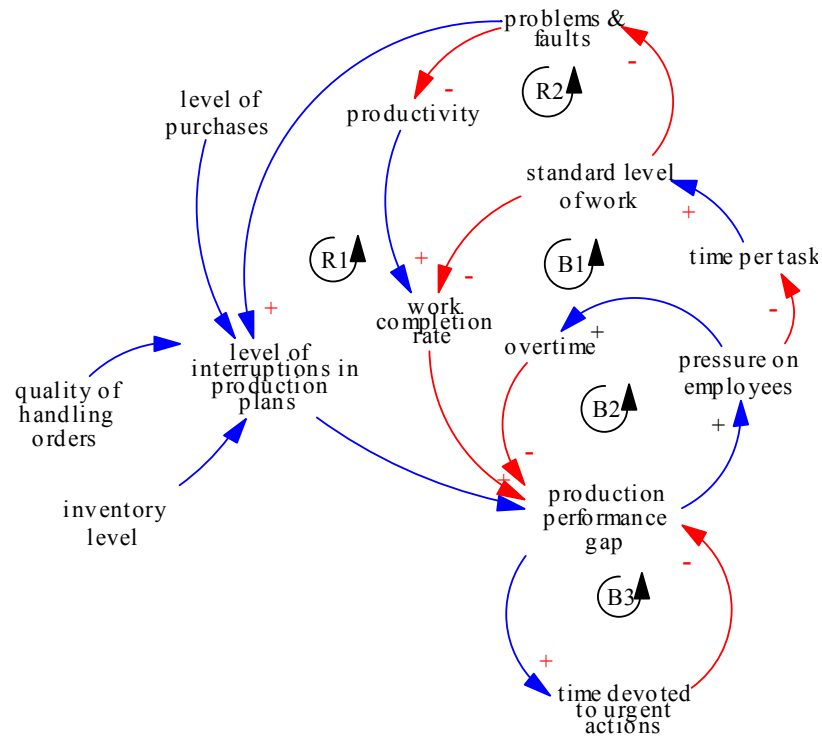 problems &
faults
-
-
R2
level of
purchases
productivity
standard level
of work
+
time per task
R1
+
-
B1
-
+
work
completion
rate
overtime
+
level of
interruptions in
production
plans
pressure on
employees
quality of
handling
orders
B2
+
-
+
inventory
level
production
performance
gap
-
B3
+
time devoted
to urgent
actions